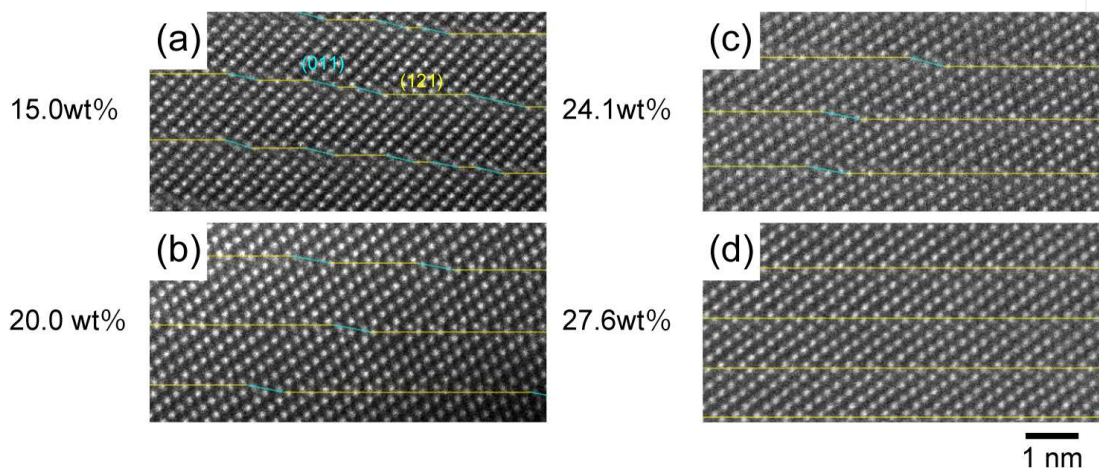 (a)
(011)
(121)
15.0wt%
(b)
20.0 wt%
(c)
24.1wt%
(d)
27.6wt%
1 nm